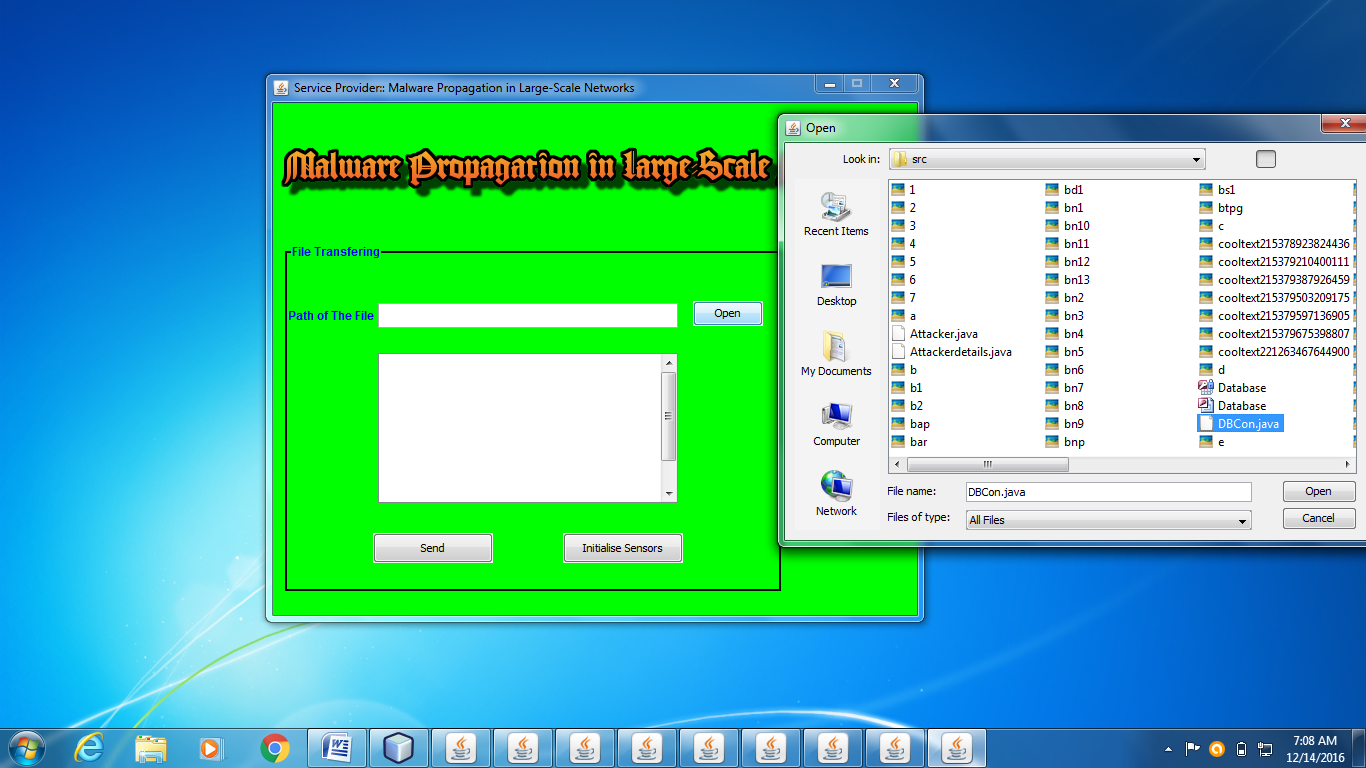 Service Provider:: Malware Propagation in Large-Scale Networks
Malware Propagation in large-Scale
File Transfering
Path of The File
Open
Send
Initialise Sensors
Open
Look in:
src
Recent Items
Desktop
My Documents
Computer
Network
1
2
3
4
5
6
7
a
Attacker.java
Attackerdetails.java
b
b1
b2
bap
bar
bd1
bn1
bn10
bn11
bn12
bn13
bn2
bn3
bn4
bn5
bn6
bn7
bn8
bn9
bnp
bs1
btpg
c
cooltext215378923824436
cooltext215379210400111
cooltext215379387926459
cooltext215379503209175
cooltext215379597136905
cooltext215379675398807
cooltext221263467644900
d
Database
Database
DBCon.java
e
File name:
DBCon.java
Open
Files of type:
All Files
Cancel
7:08 AM
12/14/2016